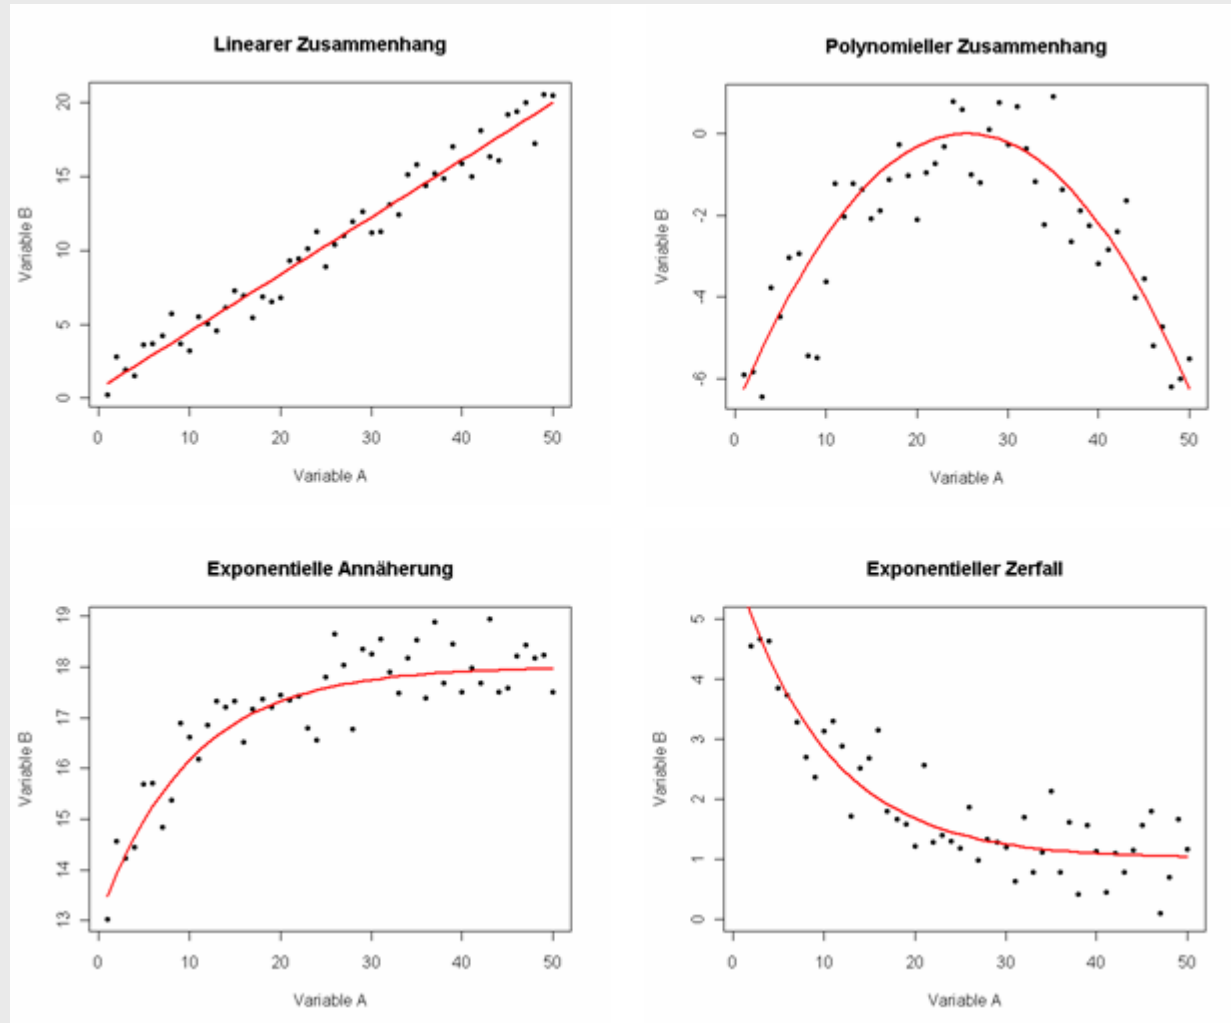 Linearer Zusammenhang
Variable B
20
15
10
5
0
0 10 20 30 40 50
Variable A
Polynomieller Zusammenhang
Variable B
0
-2
-4
-6
0 10 20 30 40 50
Variable A
Exponentielle Annäherung
Variable B
19
18
17
16
15
14
13
0 10 20 30 40 50
Variable A
Exponentieller Zerfall
Variable B
5
4
3
2
1
0
0 10 20 30 40 50
Variable A